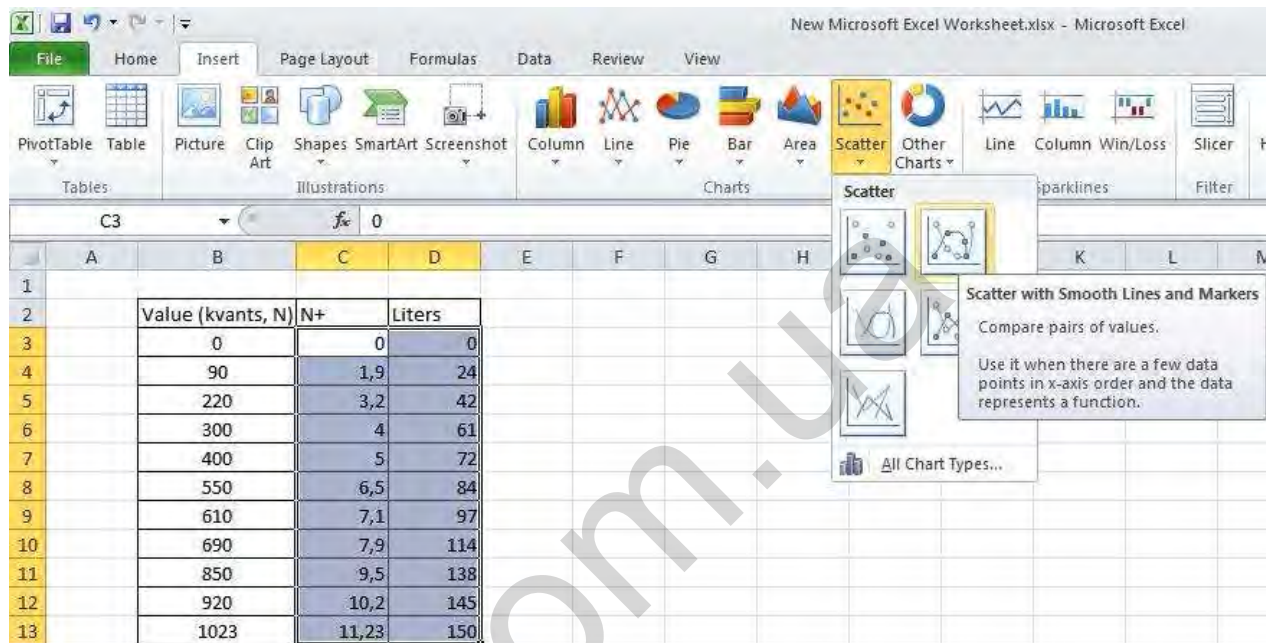 New Microsoft Excel Worksheet.xlsx - Microsoft Excel
File Home Insert Page Layout Formulas Data Review View
PivotTable Table Picture Clip Art Shapes SmartArt Screenshot Column Line Pie Bar Area Scatter Other Charts Line Column Win/Loss Slicer
Tables Illustrations Charts Sparklines Filter
C3 fx 0
Scatter
A B C D E F G H K L M
1
2 Value (kvants, N) N+ Liters
3 0 0 0
4 90 1,9 24
5 220 3,2 42
6 300 4 61
7 400 5 72
8 550 6,5 84
9 610 7,1 97
10 690 7,9 114
11 850 9,5 138
12 920 10,2 145
13 1023 11,23 150
Scatter with Smooth Lines and Markers
Compare pairs of values.
Use it when there are a few data
points in x-axis order and the data
represents a function.
All Chart Types...
om.ua